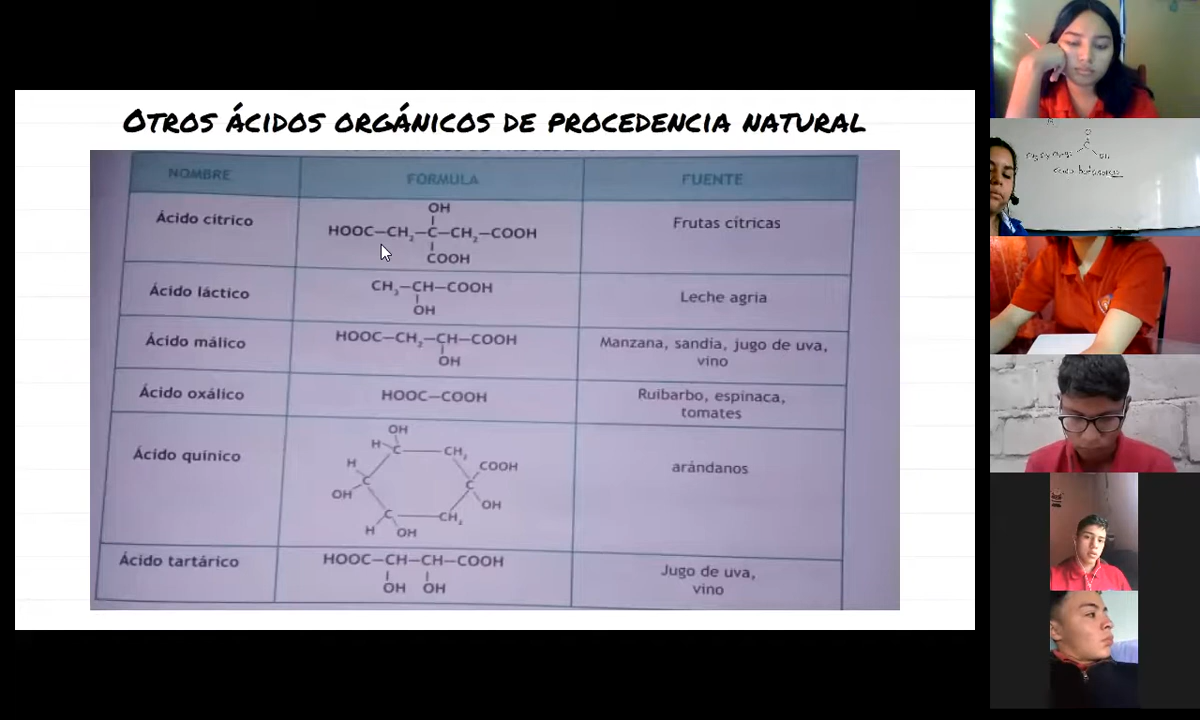 OTROS ÁCIDOS ORGÁNICOS DE PROCEDENCIA NATURAL
NOMBRE FORMULA FUENTE
Ácido cítrico
OH
HOOC—CH₂—C—CH₂—COOH
COOH
Frutas cítricas
Ácido láctico
CH₃—CH—COOH
OH
Leche agria
Ácido málico
HOOC—CH₂—CH—COOH
OH
Manzana, sandía, jugo de uva,
vino
Ácido oxálico
HOOC—COOH
Ruibarbo, espinaca,
tomates
Ácido químico
OH
H C CH₂
H COOH
C C
OH OH
C CH₂
H OH
arándanos
Ácido tartárico
HOOC—CH—CH—COOH
OH OH
Jugo de uva,
vino
O
C
OH